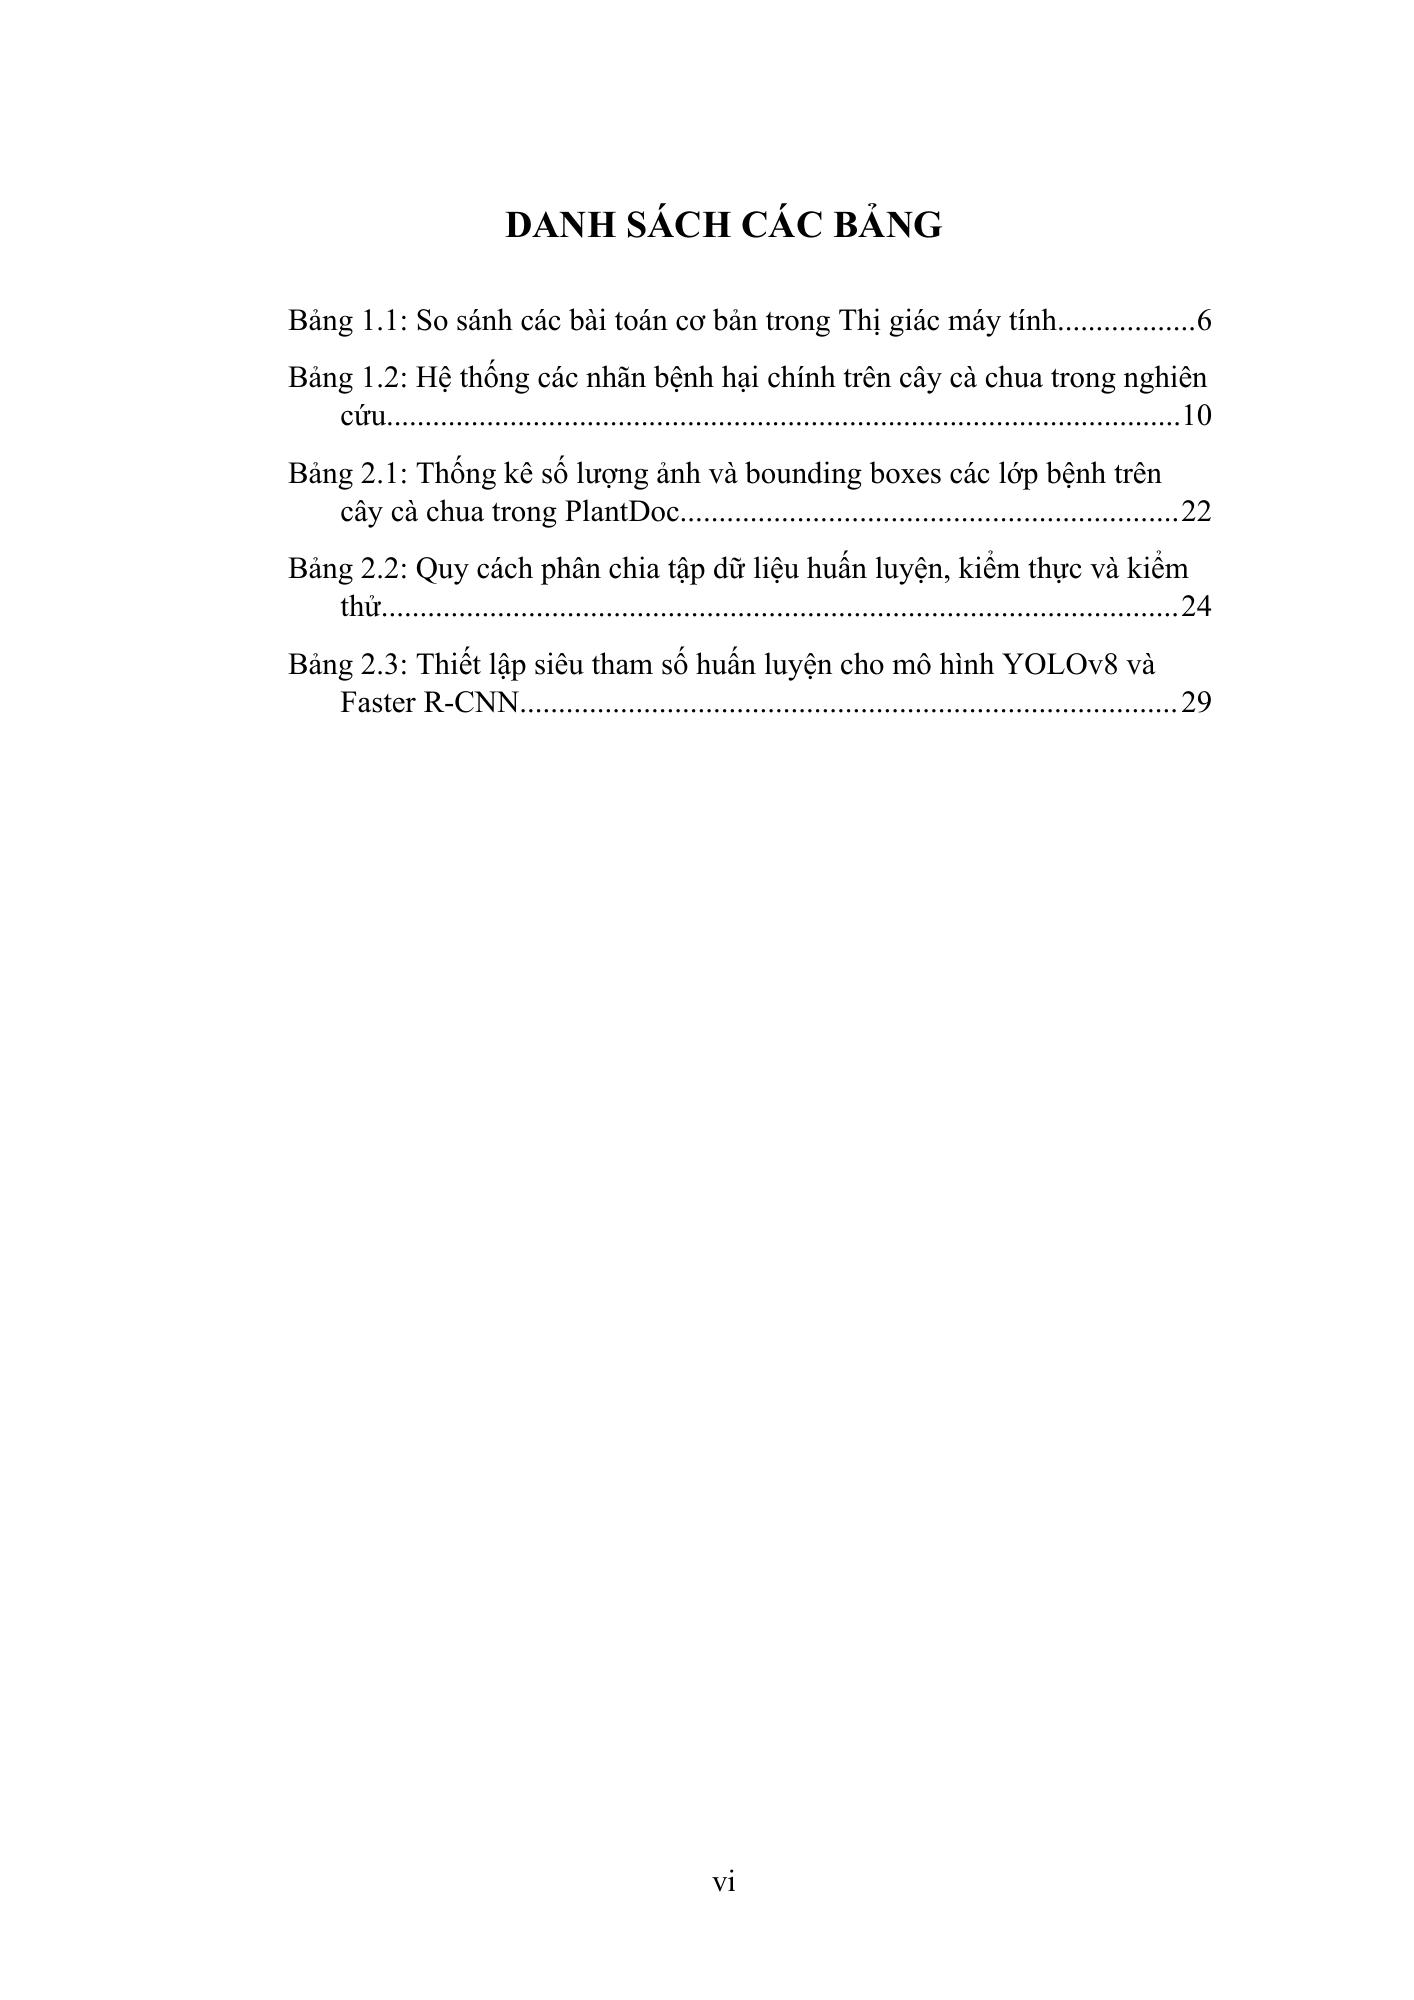 DANH SÁCH CÁC BẢNG
Bảng 1.1: So sánh các bài toán cơ bản trong Thị giác máy tính..................6
Bảng 1.2: Hệ thống các nhãn bệnh hại chính trên cây cà chua trong nghiên
cứu.......................................................................................................10
Bảng 2.1: Thống kê số lượng ảnh và bounding boxes các lớp bệnh trên
cây cà chua trong PlantDoc.................................................................22
Bảng 2.2: Quy cách phân chia tập dữ liệu huấn luyện, kiểm thực và kiểm
thử........................................................................................................24
Bảng 2.3: Thiết lập siêu tham số huấn luyện cho mô hình YOLOv8 và
Faster R-CNN.....................................................................................29
vi